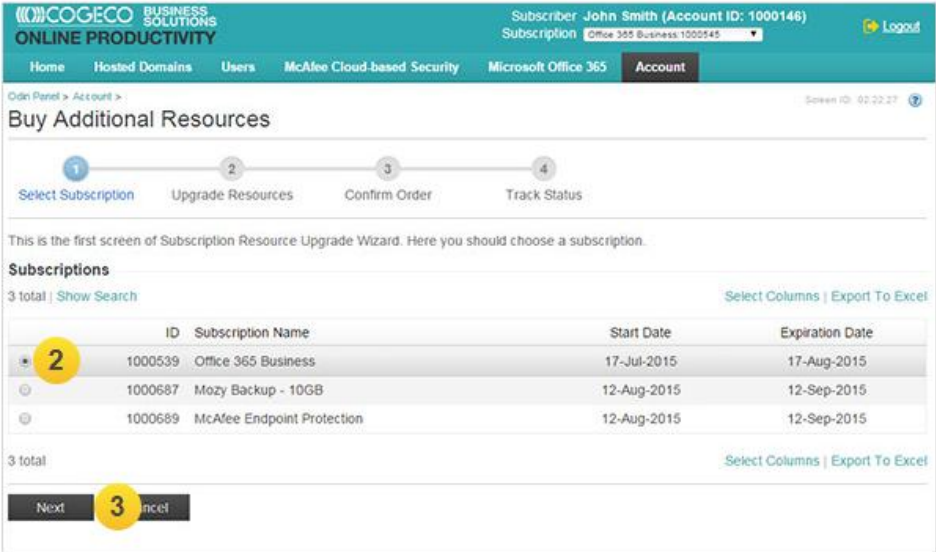 COGECO BUSINESS SOLUTIONS
ONLINE PRODUCTIVITY
Subscriber John Smith (Account ID: 1000146)
Subscription Office 365 Business:1000545
Logout
Home Hosted Domains Users McAfee Cloud-based Security Microsoft Office 365 Account
Odin Panel > Account >
Screen ID: 02.22.27 ?
Buy Additional Resources
1 2 3 4
Select Subscription Upgrade Resources Confirm Order Track Status
This is the first screen of Subscription Resource Upgrade Wizard. Here you should choose a subscription.
Subscriptions
3 total | Show Search Select Columns | Export To Excel
ID Subscription Name Start Date Expiration Date
2 1000539 Office 365 Business 17-Jul-2015 17-Aug-2015
1000687 Mozy Backup - 10GB 12-Aug-2015 12-Sep-2015
1000689 McAfee Endpoint Protection 12-Aug-2015 12-Sep-2015
3 total Select Columns | Export To Excel
Next 3 ncel